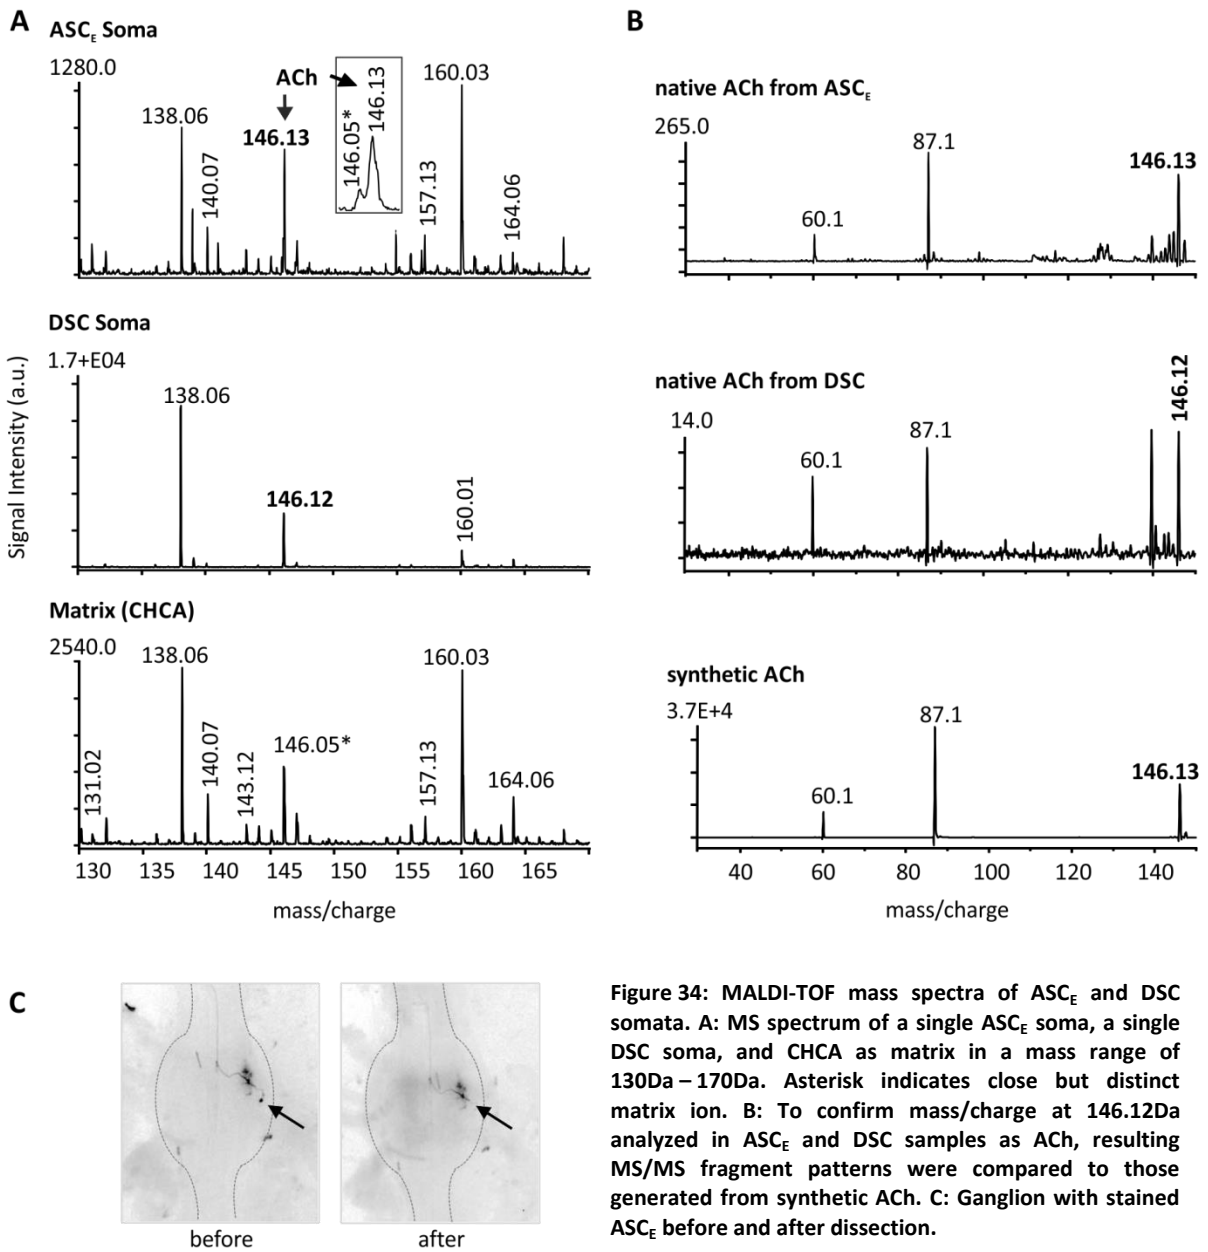 A
ASC_E Soma
1280.0
138.06
140.07
ACh
146.13
146.05*
146.13
157.13
160.03
164.06
DSC Soma
1.7+E04
138.06
146.12
160.01
Signal Intensity (a.u.)
Matrix (CHCA)
2540.0
131.02
138.06
140.07
143.12
146.05*
157.13
160.03
164.06
130 135 140 145 150 155 160 165
mass/charge
B
native ACh from ASC_E
265.0
60.1
87.1
146.13
native ACh from DSC
14.0
60.1
87.1
146.12
synthetic ACh
3.7E+4
60.1
87.1
146.13
40 60 80 100 120 140
mass/charge
C
before after
Figure 34: MALDI-TOF mass spectra of ASC_E and DSC
somata. A: MS spectrum of a single ASC_E soma, a single
DSC soma, and CHCA as matrix in a mass range of
130Da – 170Da. Asterisk indicates close but distinct
matrix ion. B: To confirm mass/charge at 146.12Da
analyzed in ASC_E and DSC samples as ACh, resulting
MS/MS fragment patterns were compared to those
generated from synthetic ACh. C: Ganglion with stained
ASC_E before and after dissection.